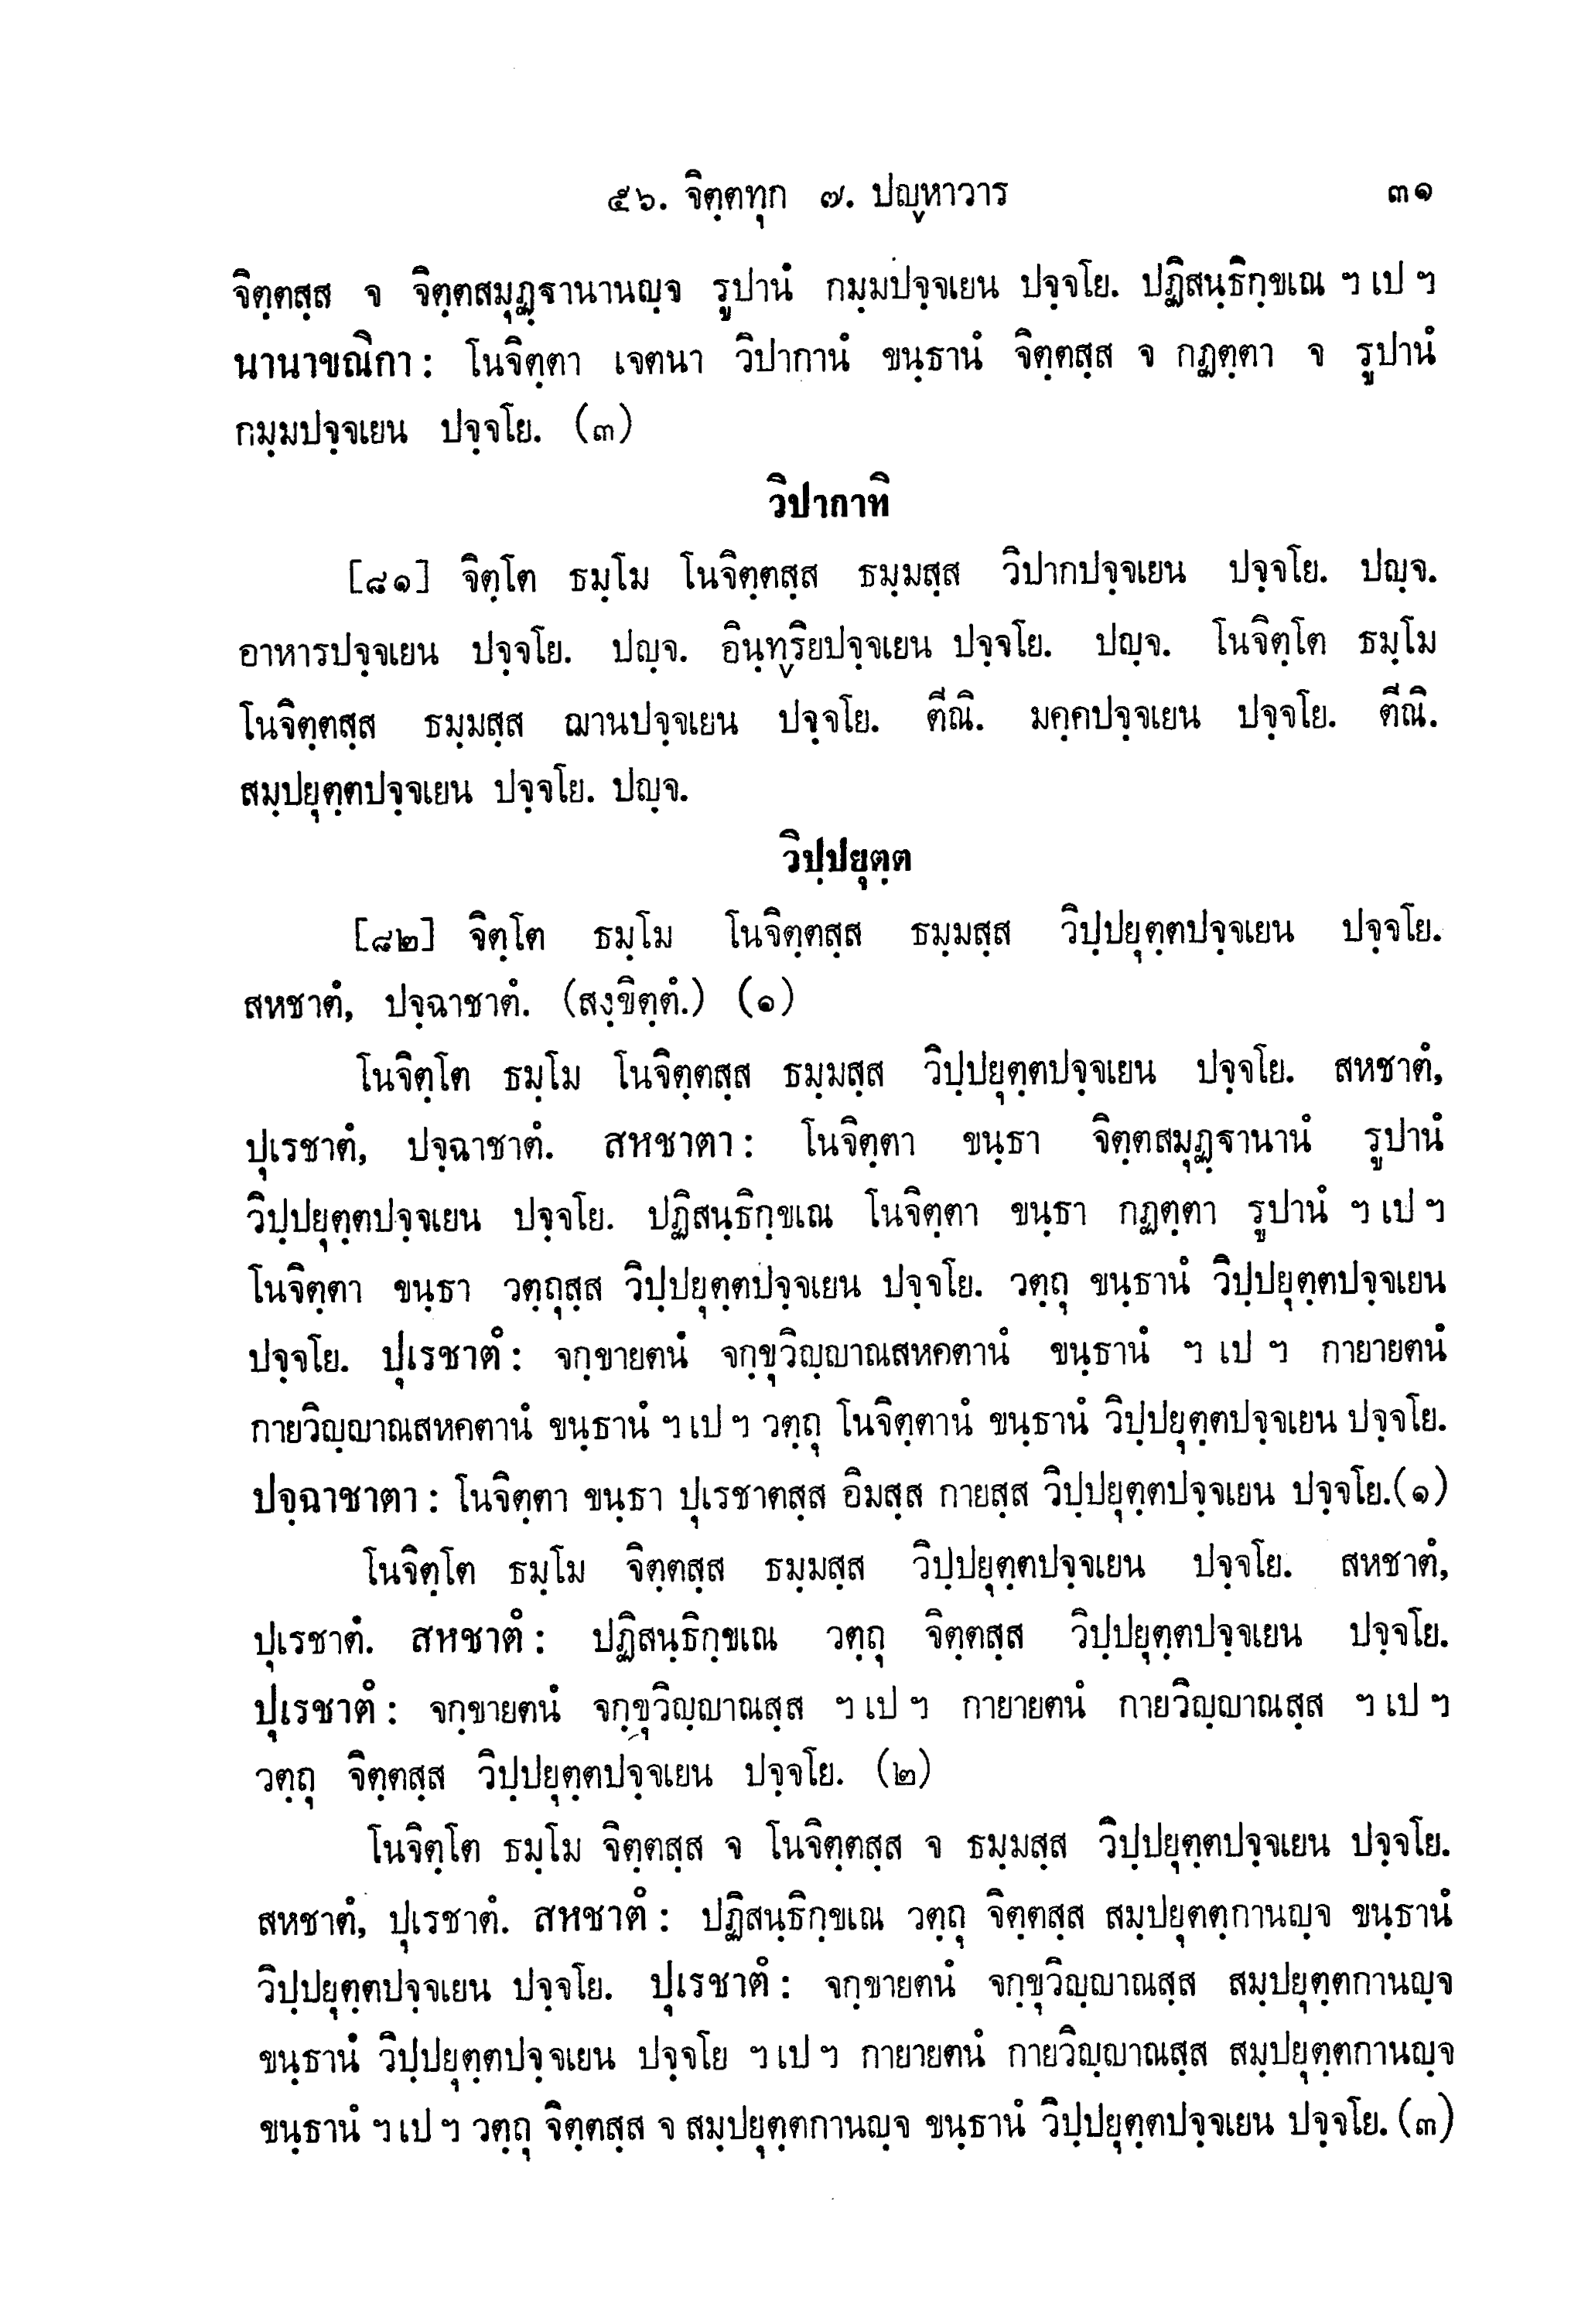 ๕๖. จิตฺตทุก ๗. ปญฺหาวาร ๓๑
จิตฺตสฺส จ จิตฺตสมุฏฺฐานานญฺจ รูปานํ กมฺมปจฺจเยน ปจฺจโย. ปฏิสนฺธิกฺขเณ ฯ เป ฯ
นานาขณิกา : โนจิตฺตา เจตนา วิปากานํ ขนฺธานํ จิตฺตสฺส จ กฏตฺตา จ รูปานํ
กมฺมปจฺจเยน ปจฺจโย. (๓)
วิปากาทิ
[๘๑] จิตฺโต ธมฺโม โนจิตฺตสฺส ธมฺมสฺส วิปากปจฺจเยน ปจฺจโย. ปญฺจ.
อาหารปจฺจเยน ปจฺจโย. ปญฺจ. อินฺทฺริยปจฺจเยน ปจฺจโย. ปญฺจ. โนจิตฺโต ธมฺโม
โนจิตฺตสฺส ธมฺมสฺส ฌานปจฺจเยน ปจฺจโย. ตีณิ. มคฺคปจฺจเยน ปจฺจโย. ตีณิ.
สมฺปยุตฺตปจฺจเยน ปจฺจโย. ปญฺจ.
วิปฺปยุตฺต
[๘๒] จิตฺโต ธมฺโม โนจิตฺตสฺส ธมฺมสฺส วิปฺปยุตฺตปจฺจเยน ปจฺจโย.
สหชาตํ, ปจฺฉาชาตํ. (สงฺขิตฺตํ.) (๑)
โนจิตฺโต ธมฺโม โนจิตฺตสฺส ธมฺมสฺส วิปฺปยุตฺตปจฺจเยน ปจฺจโย. สหชาตํ,
ปุเรชาตํ, ปจฺฉาชาตํ. สหชาตา : โนจิตฺตา ขนฺธา จิตฺตสมุฏฺฐานานํ รูปานํ
วิปฺปยุตฺตปจฺจเยน ปจฺจโย. ปฏิสนฺธิกฺขเณ โนจิตฺตา ขนฺธา กฏตฺตา รูปานํ ฯ เป ฯ
โนจิตฺตา ขนฺธา วตฺถุสฺส วิปฺปยุตฺตปจฺจเยน ปจฺจโย. วตฺถุ ขนฺธานํ วิปฺปยุตฺตปจฺจเยน
ปจฺจโย. ปุเรชาตํ : จกฺขายตนํ จกฺขุวิญฺญาณสหคตานํ ขนฺธานํ ฯ เป ฯ กายายตนํ
กายวิญฺญาณสหคตานํ ขนฺธานํ ฯ เป ฯ วตฺถุ โนจิตฺตานํ ขนฺธานํ วิปฺปยุตฺตปจฺจเยน ปจฺจโย.
ปจฺฉาชาตา : โนจิตฺตา ขนฺธา ปุเรชาตสฺส อิมสฺส กายสฺส วิปฺปยุตฺตปจฺจเยน ปจฺจโย.(๑)
โนจิตฺโต ธมฺโม จิตฺตสฺส ธมฺมสฺส วิปฺปยุตฺตปจฺจเยน ปจฺจโย. สหชาตํ,
ปุเรชาตํ. สหชาตํ : ปฏิสนฺธิกฺขเณ วตฺถุ จิตฺตสฺส วิปฺปยุตฺตปจฺจเยน ปจฺจโย.
ปุเรชาตํ : จกฺขายตนํ จกฺขุวิญฺญาณสฺส ฯ เป ฯ กายายตนํ กายวิญฺญาณสฺส ฯ เป ฯ
วตฺถุ จิตฺตสฺส วิปฺปยุตฺตปจฺจเยน ปจฺจโย. (๒)
โนจิตฺโต ธมฺโม จิตฺตสฺส จ โนจิตฺตสฺส จ ธมฺมสฺส วิปฺปยุตฺตปจฺจเยน ปจฺจโย.
สหชาตํ, ปุเรชาตํ. สหชาตํ : ปฏิสนฺธิกฺขเณ วตฺถุ จิตฺตสฺส สมฺปยุตตฺกานญฺจ ขนฺธานํ
วิปฺปยุตฺตปจฺจเยน ปจฺจโย. ปุเรชาตํ : จกฺขายตนํ จกฺขุวิญฺญาณสฺส สมฺปยุตฺตกานญฺจ
ขนฺธานํ วิปฺปยุตฺตปจฺจเยน ปจฺจโย ฯ เป ฯ กายายตนํ กายวิญฺญาณสฺส สมฺปยุตฺตกานญฺจ
ขนฺธานํ ฯ เป ฯ วตฺถุ จิตฺตสฺส จ สมฺปยุตฺตกานญฺจ ขนฺธานํ วิปฺปยุตฺตปจฺจเยน ปจฺจโย. (๓)